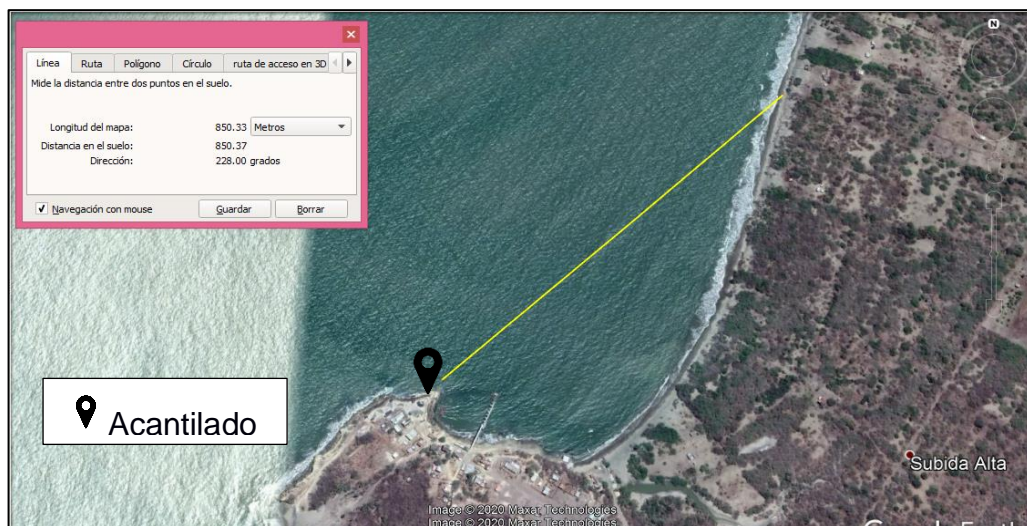 Línea Ruta Polígono Círculo ruta de acceso en 3D
Mide la distancia entre dos puntos en el suelo.
Longitud del mapa: 850.33 Metros
Distancia en el suelo: 850.37
Dirección: 228.00 grados
Navegación con mouse Guardar Borrar
N
Acantilado
Subida Alta
Image © 2020 Maxar Technologies
Image © 2020 Maxar Technologies